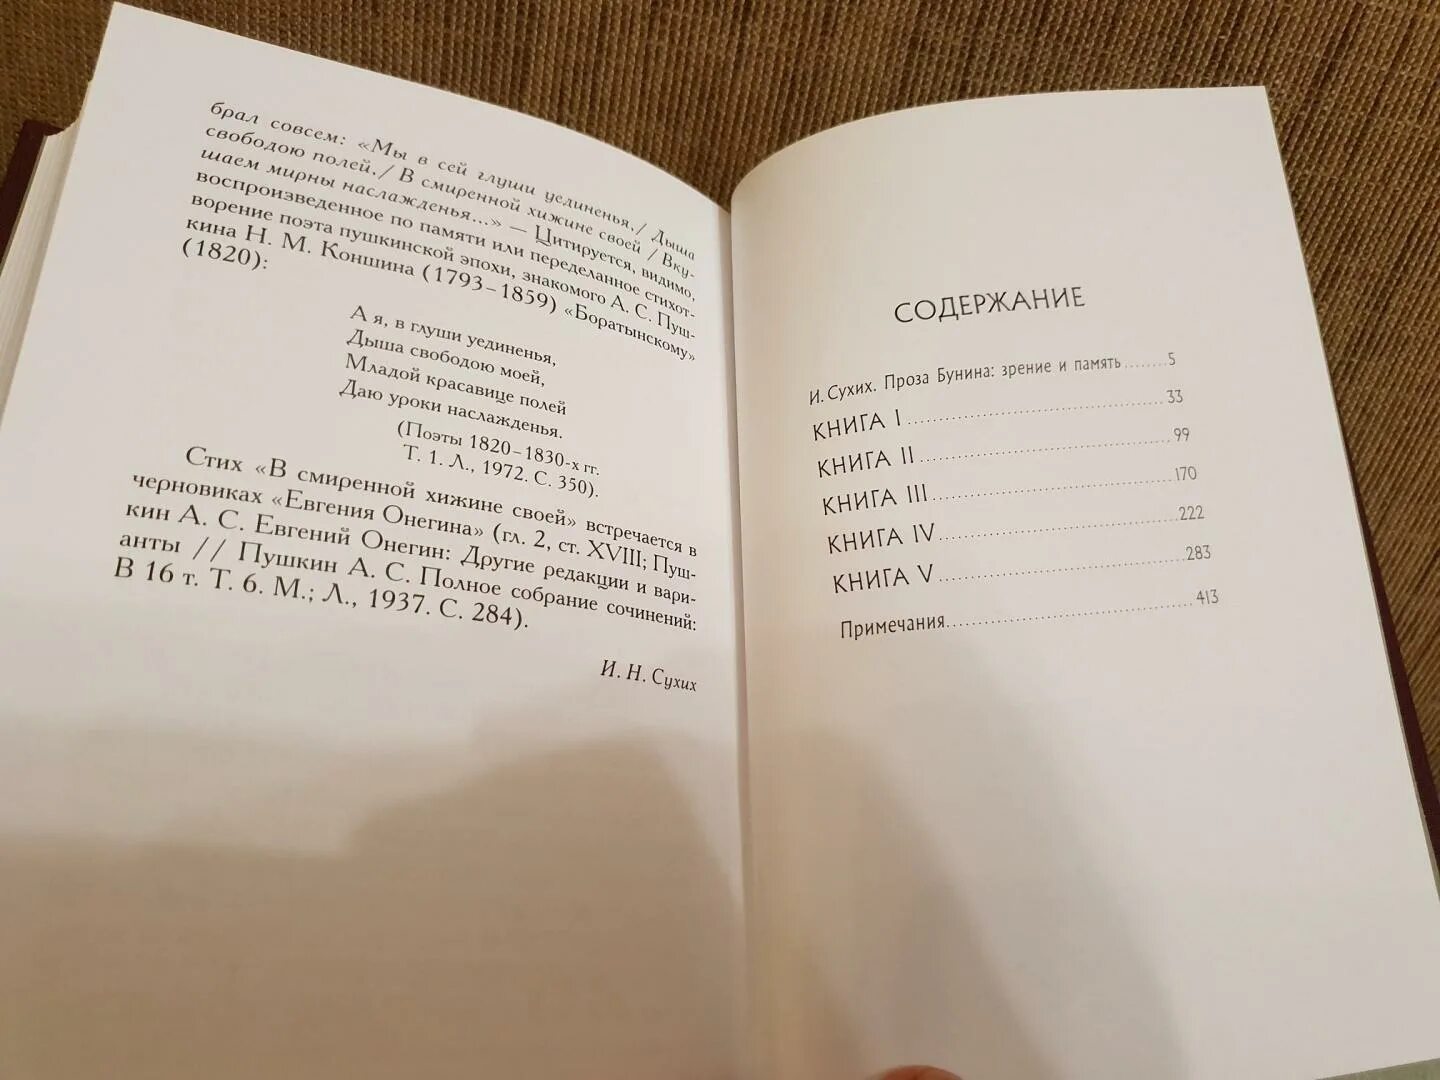 брал совсем: «Мы в сей глуши уединенья,/ Дыша
свободою полей,/ В смиренной хижине своей / Вку-
шаем мирны наслажденья...» — Цитируется, видимо,
воспроизведенное по памяти или переделанное стихот-
ворение поэта пушкинской эпохи, знакомого А. С. Пуш-
кина Н. М. Коншина (1793–1859) «Боратынскому»
(1820):
А я, в глуши уединенья,
Дыша свободою моей,
Младой красавице полей
Даю уроки наслажденья.
(Поэты 1820–1830-х гг.
Т. 1. Л., 1972. С. 350).
Стих «В смиренной хижине своей» встречается в
черновиках «Евгения Онегина» (гл. 2, ст. XVIII; Пуш-
кин А. С. Евгений Онегин: Другие редакции и вари-
анты // Пушкин А. С. Полное собрание сочинений:
В 16 т. Т. 6. М.; Л., 1937. С. 284).
И. Н. Сухих
СОДЕРЖАНИЕ
И. Сухих. Проза Бунина: зрение и память........5
КНИГА I..............................33
КНИГА II.............................99
КНИГА III............................170
КНИГА IV.............................222
КНИГА V..............................283
Примечания...........................413